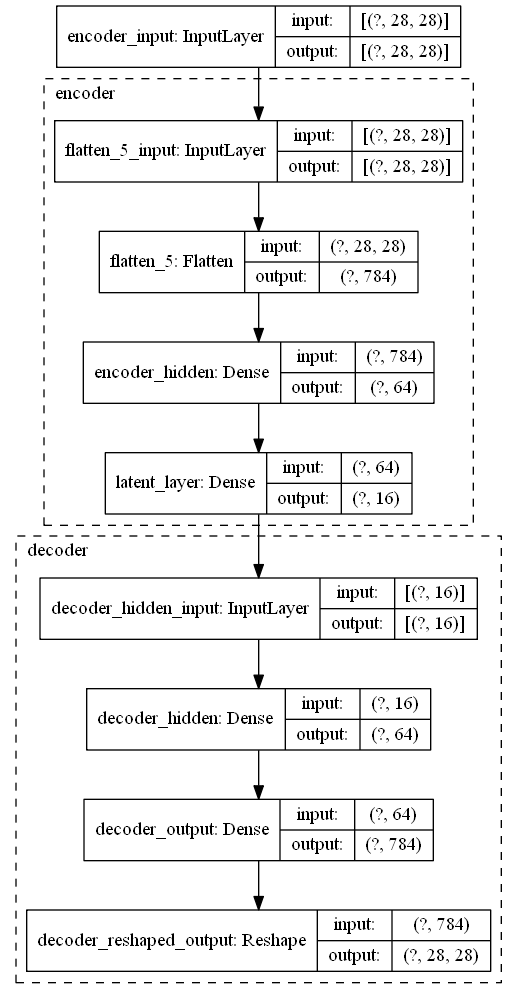 encoder_input: InputLayer input: [(?, 28, 28)]
output: [(?, 28, 28)]
encoder
flatten_5_input: InputLayer input: [(?, 28, 28)]
output: [(?, 28, 28)]
flatten_5: Flatten input: (?, 28, 28)
output: (?, 784)
encoder_hidden: Dense input: (?, 784)
output: (?, 64)
latent_layer: Dense input: (?, 64)
output: (?, 16)
decoder
decoder_hidden_input: InputLayer input: [(?, 16)]
output: [(?, 16)]
decoder_hidden: Dense input: (?, 16)
output: (?, 64)
decoder_output: Dense input: (?, 64)
output: (?, 784)
decoder_reshaped_output: Reshape input: (?, 784)
output: (?, 28, 28)